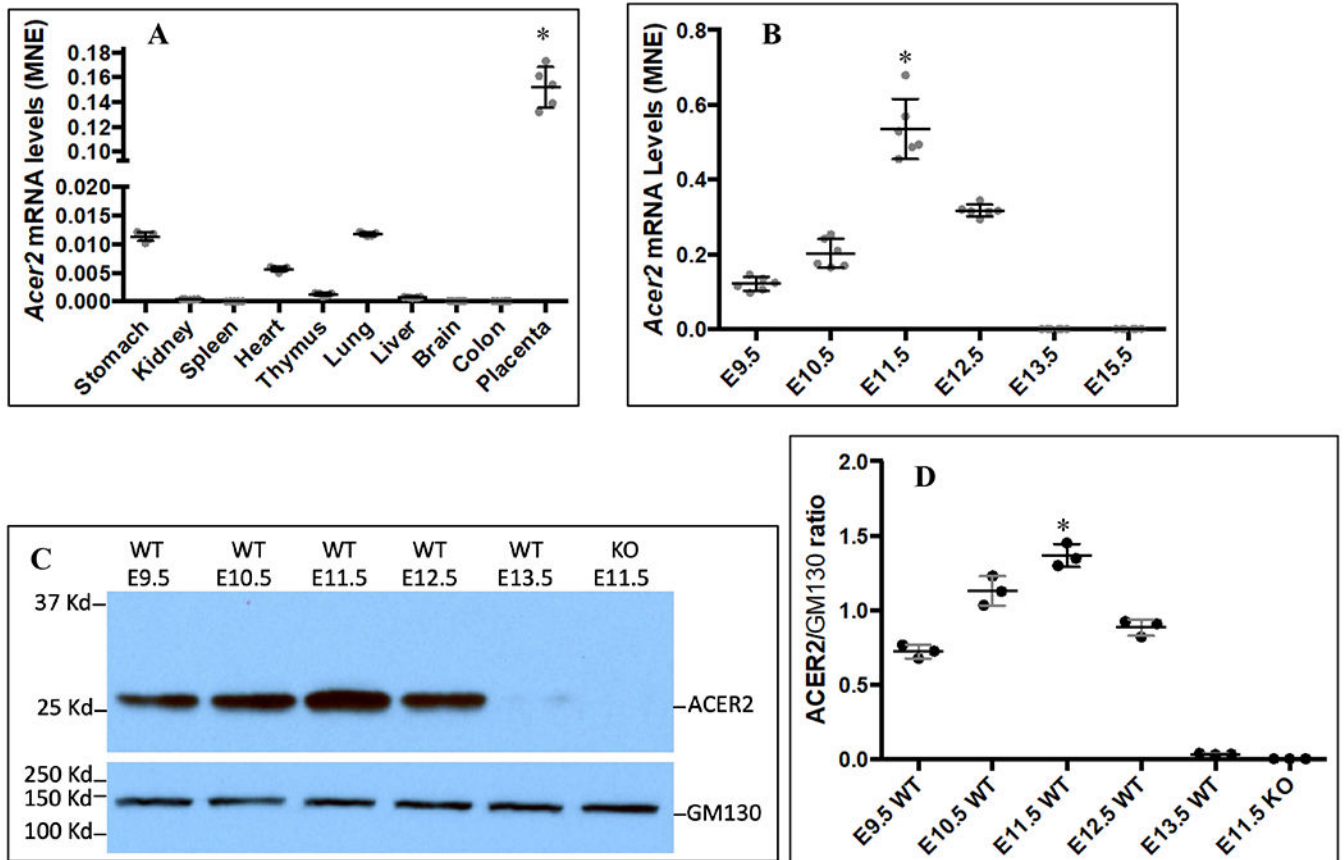 A
*
Acer2 mRNA levels (MNE)
0.18
0.16
0.14
0.12
0.10
0.020
0.015
0.010
0.005
0.000
Stomach
Kidney
Spleen
Heart
Thymus
Lung
Liver
Brain
Colon
Placenta
B
*
Acer2 mRNA Levels (MNE)
0.8
0.6
0.4
0.2
0.0
E9.5
E10.5
E11.5
E12.5
E13.5
E15.5
C
WT WT WT WT WT KO
E9.5 E10.5 E11.5 E12.5 E13.5 E11.5
37 Kd
25 Kd
ACER2
250 Kd
150 Kd
100 Kd
GM130
D
*
ACER2/GM130 ratio
2.0
1.5
1.0
0.5
0.0
E9.5 WT
E10.5 WT
E11.5 WT
E12.5 WT
E13.5 WT
E11.5 KO